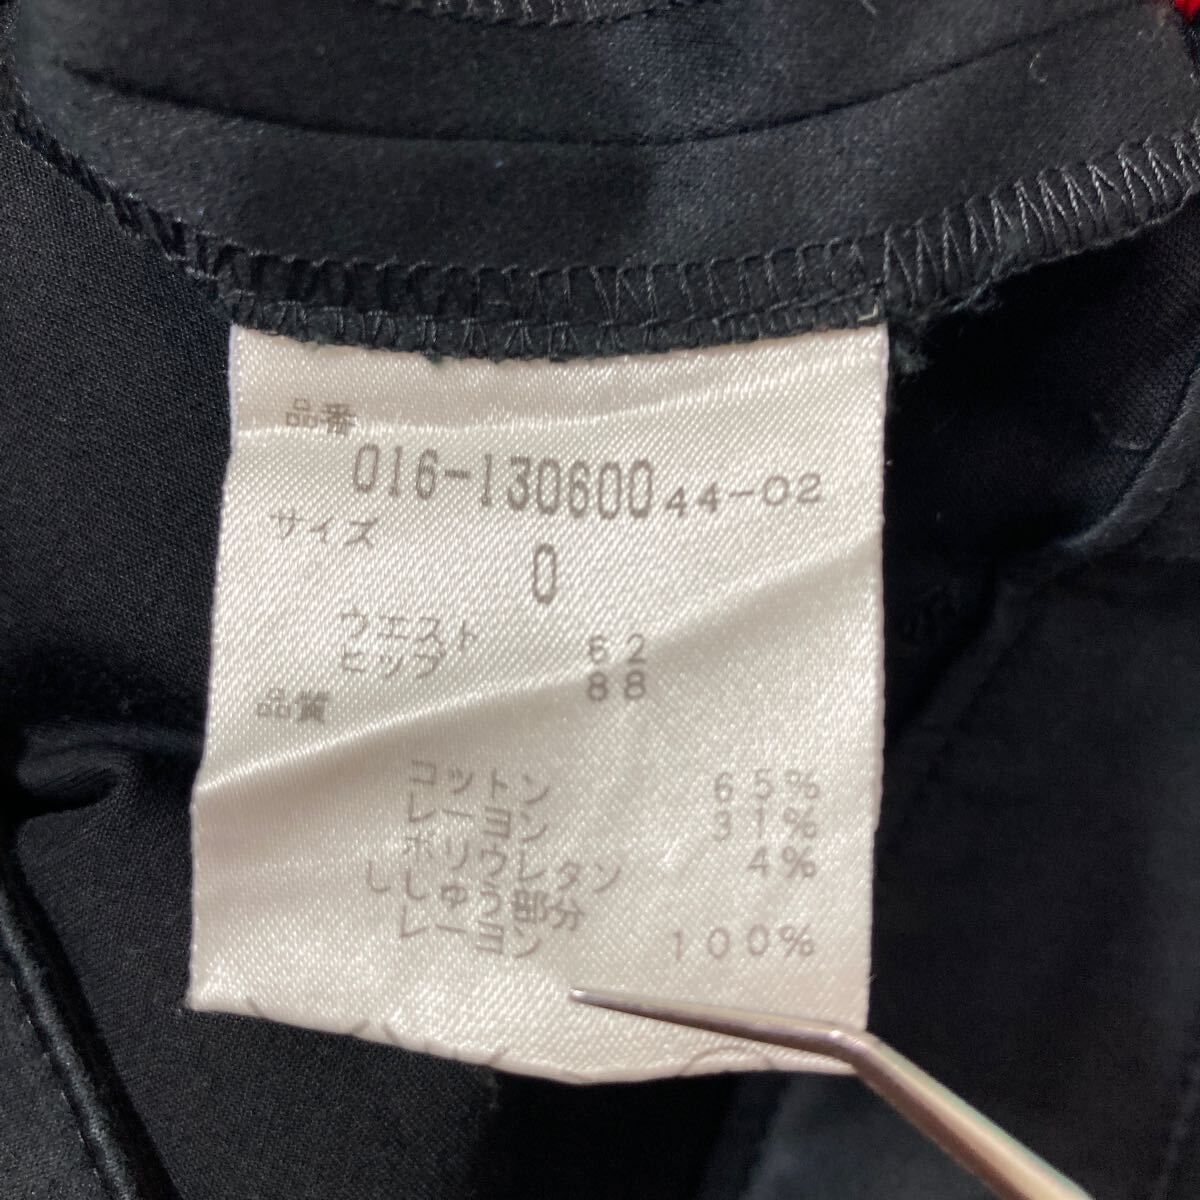 品番
016-130600 44-02
サイズ
0
ウエスト 62
ヒップ 88
品質
コットン 65%
レーヨン 31%
ポリウレタン 4%
ししゅう部分
レーヨン 100%